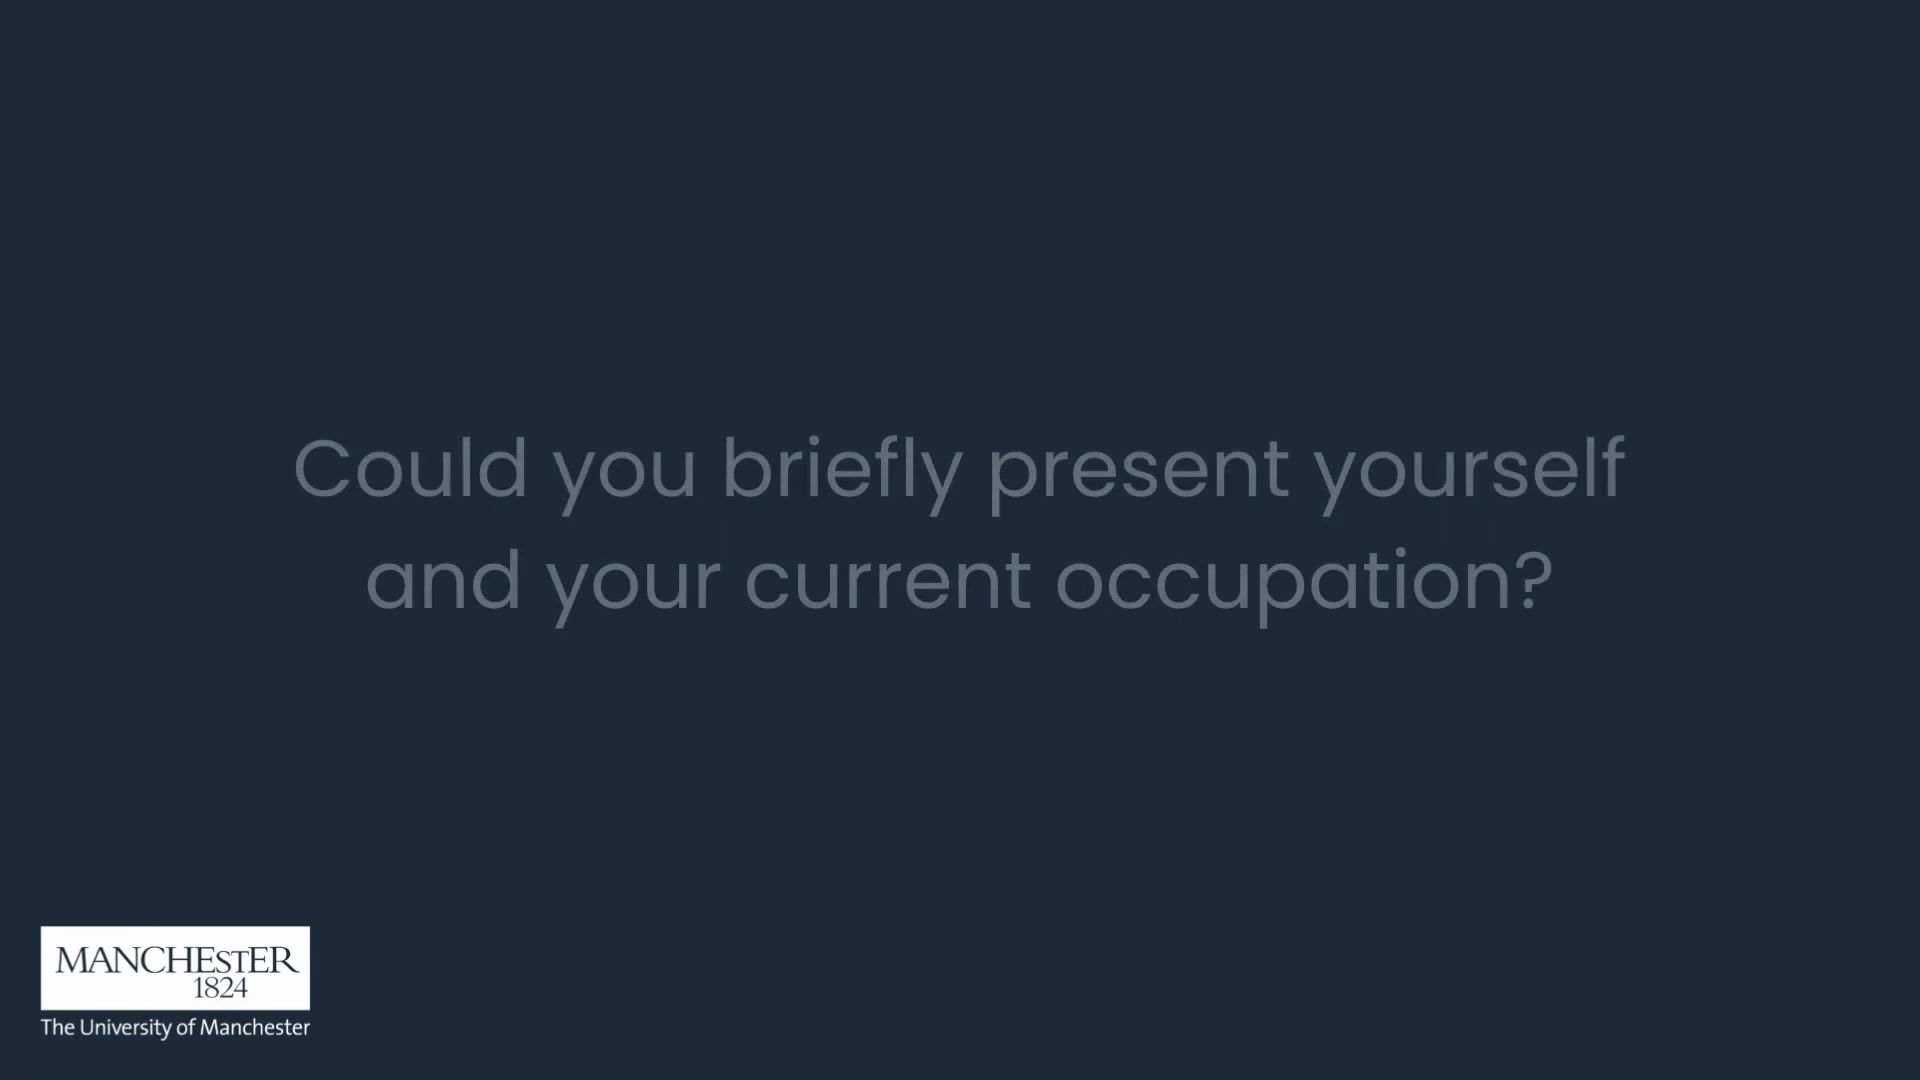 Could you briefly present yourself
and your current occupation?
MANCHESTER
1824
The University of Manchester